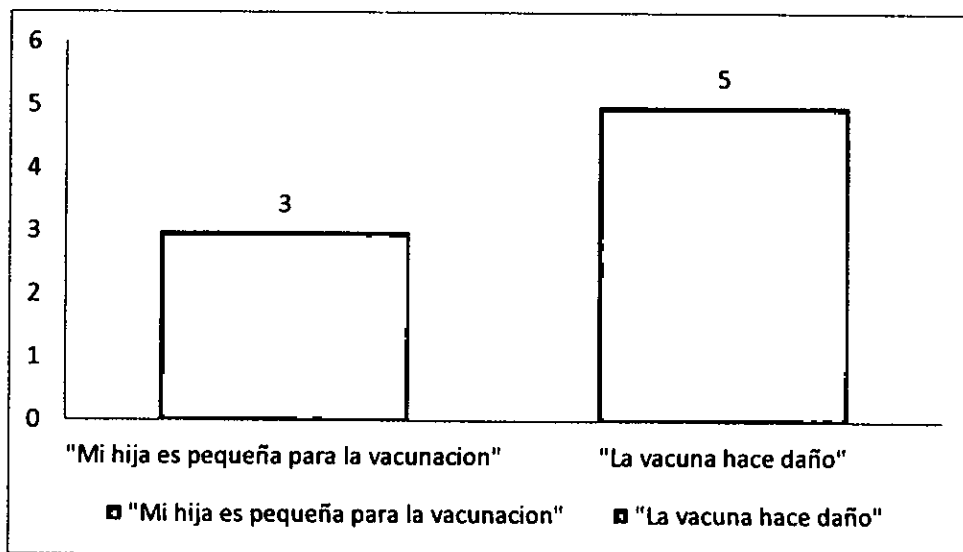 6
5
4
3
2
1
0
3
5
"Mi hija es pequeña para la vacunacion"
"La vacuna hace daño"
"Mi hija es pequeña para la vacunacion"
"La vacuna hace daño"